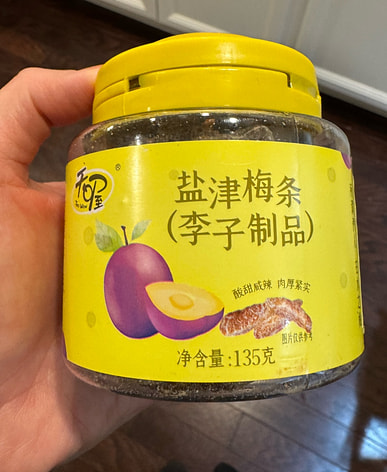 ®
盐津梅条
(李子制品)
酸甜咸辣 肉厚紧实
图片仅供参考
净含量:135克